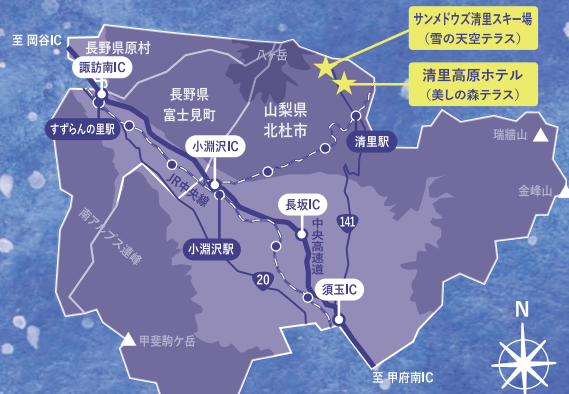 サンメドウズ清里スキー場
（雪の天空テラス）
至 岡谷IC
長野県原村
八ヶ岳
諏訪南IC
清里高原ホテル
（美しの森テラス）
長野県
富士見町
山梨県
北杜市
すずらんの里駅
清里駅
瑞牆山
小淵沢IC
金峰山
JR中央線
長坂IC
南アルプス連峰
141
中央高速道
小淵沢駅
20
須玉IC
N
甲斐駒ケ岳
至 甲府南IC